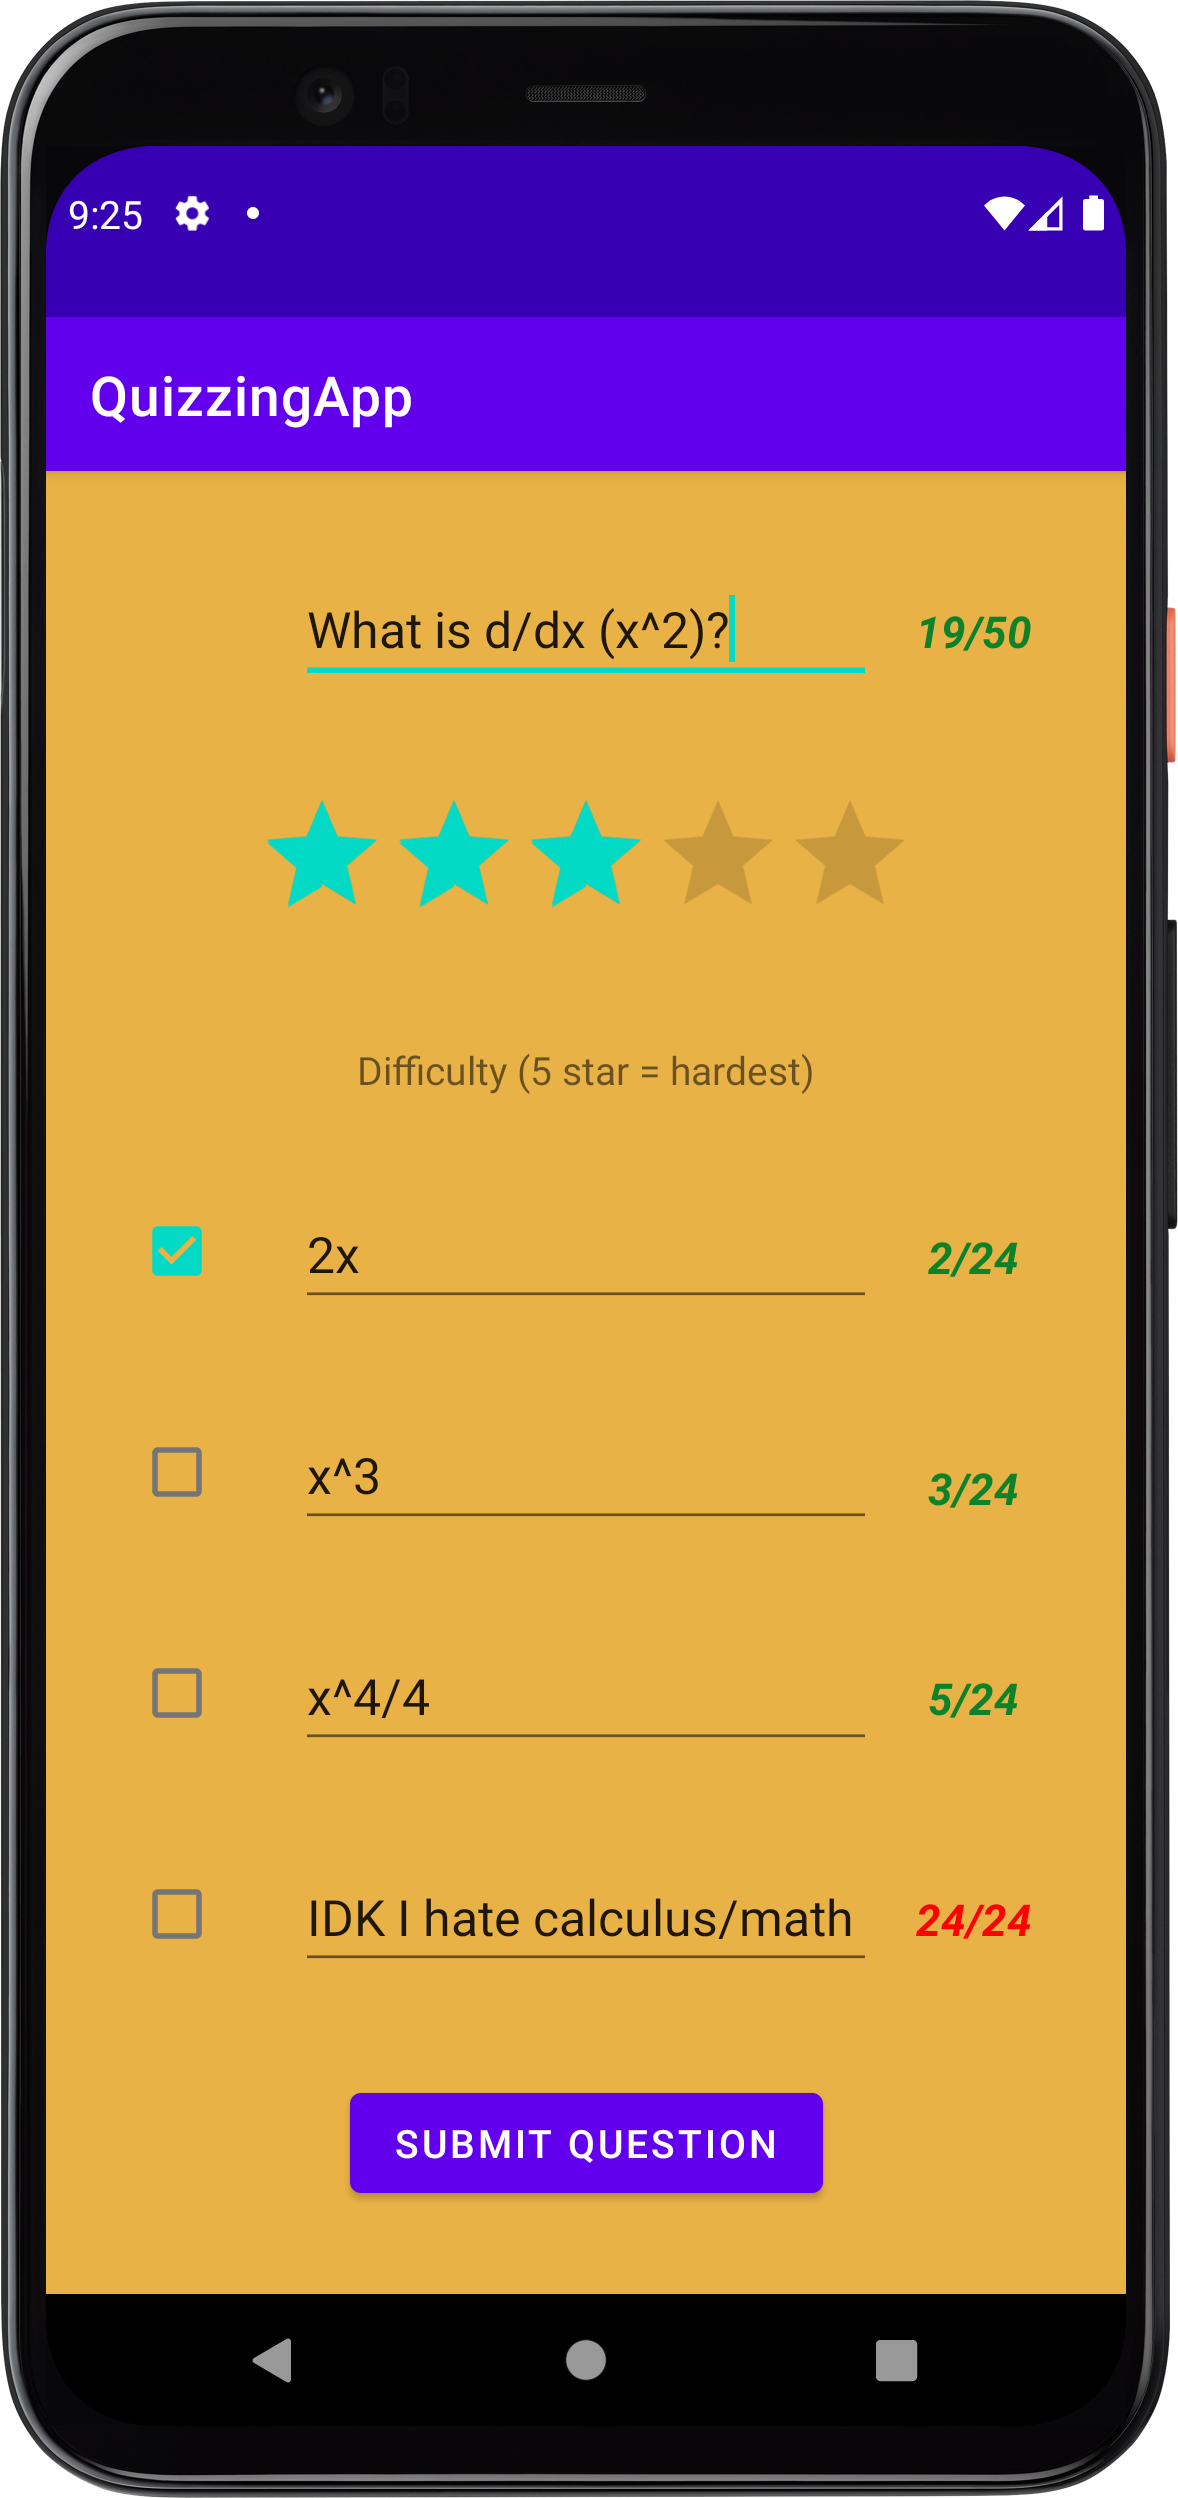 9:25
QuizzingApp
What is d/dx (x^2)? 19/50
Difficulty (5 star = hardest)
2x 2/24
x^3 3/24
x^4/4 5/24
IDK I hate calculus/math 24/24
SUBMIT QUESTION